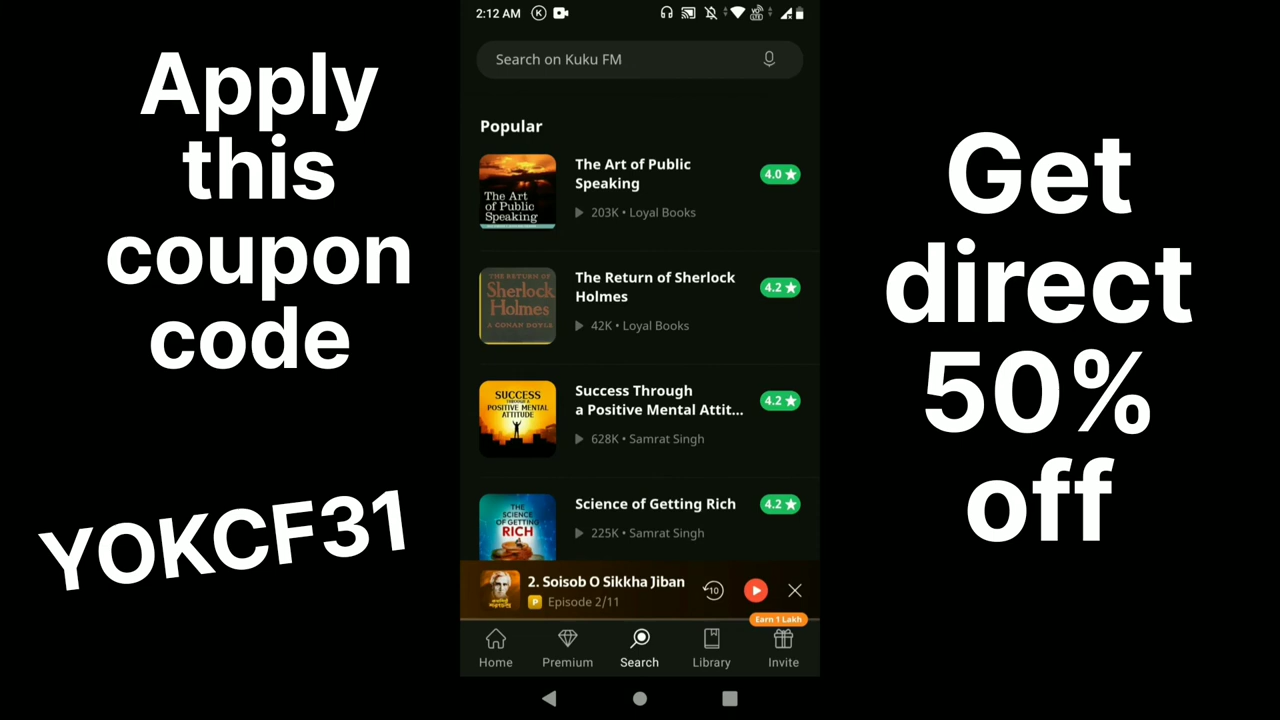 Apply
this
coupon
code
YOKCF31
2:12 AM
K
Search on Kuku FM
Popular
The Art
of Public
Speaking
The Art of Public
Speaking
4.0 ★
203K • Loyal Books
THE RETURN OF
Sherlock
Holmes
A CONAN DOYLE
The Return of Sherlock
Holmes
4.2 ★
42K • Loyal Books
SUCCESS
THROUGH A
POSITIVE MENTAL
ATTITUDE
Success Through
a Positive Mental Attit...
4.2 ★
628K • Samrat Singh
THE
SCIENCE
OF GETTING
RICH
Science of Getting Rich
4.2 ★
225K • Samrat Singh
2. Soisob O Sikkha Jiban
P Episode 2/11
10
Earn 1 Lakh
Home
Premium
Search
Library
Invite
Get
direct
50%
off